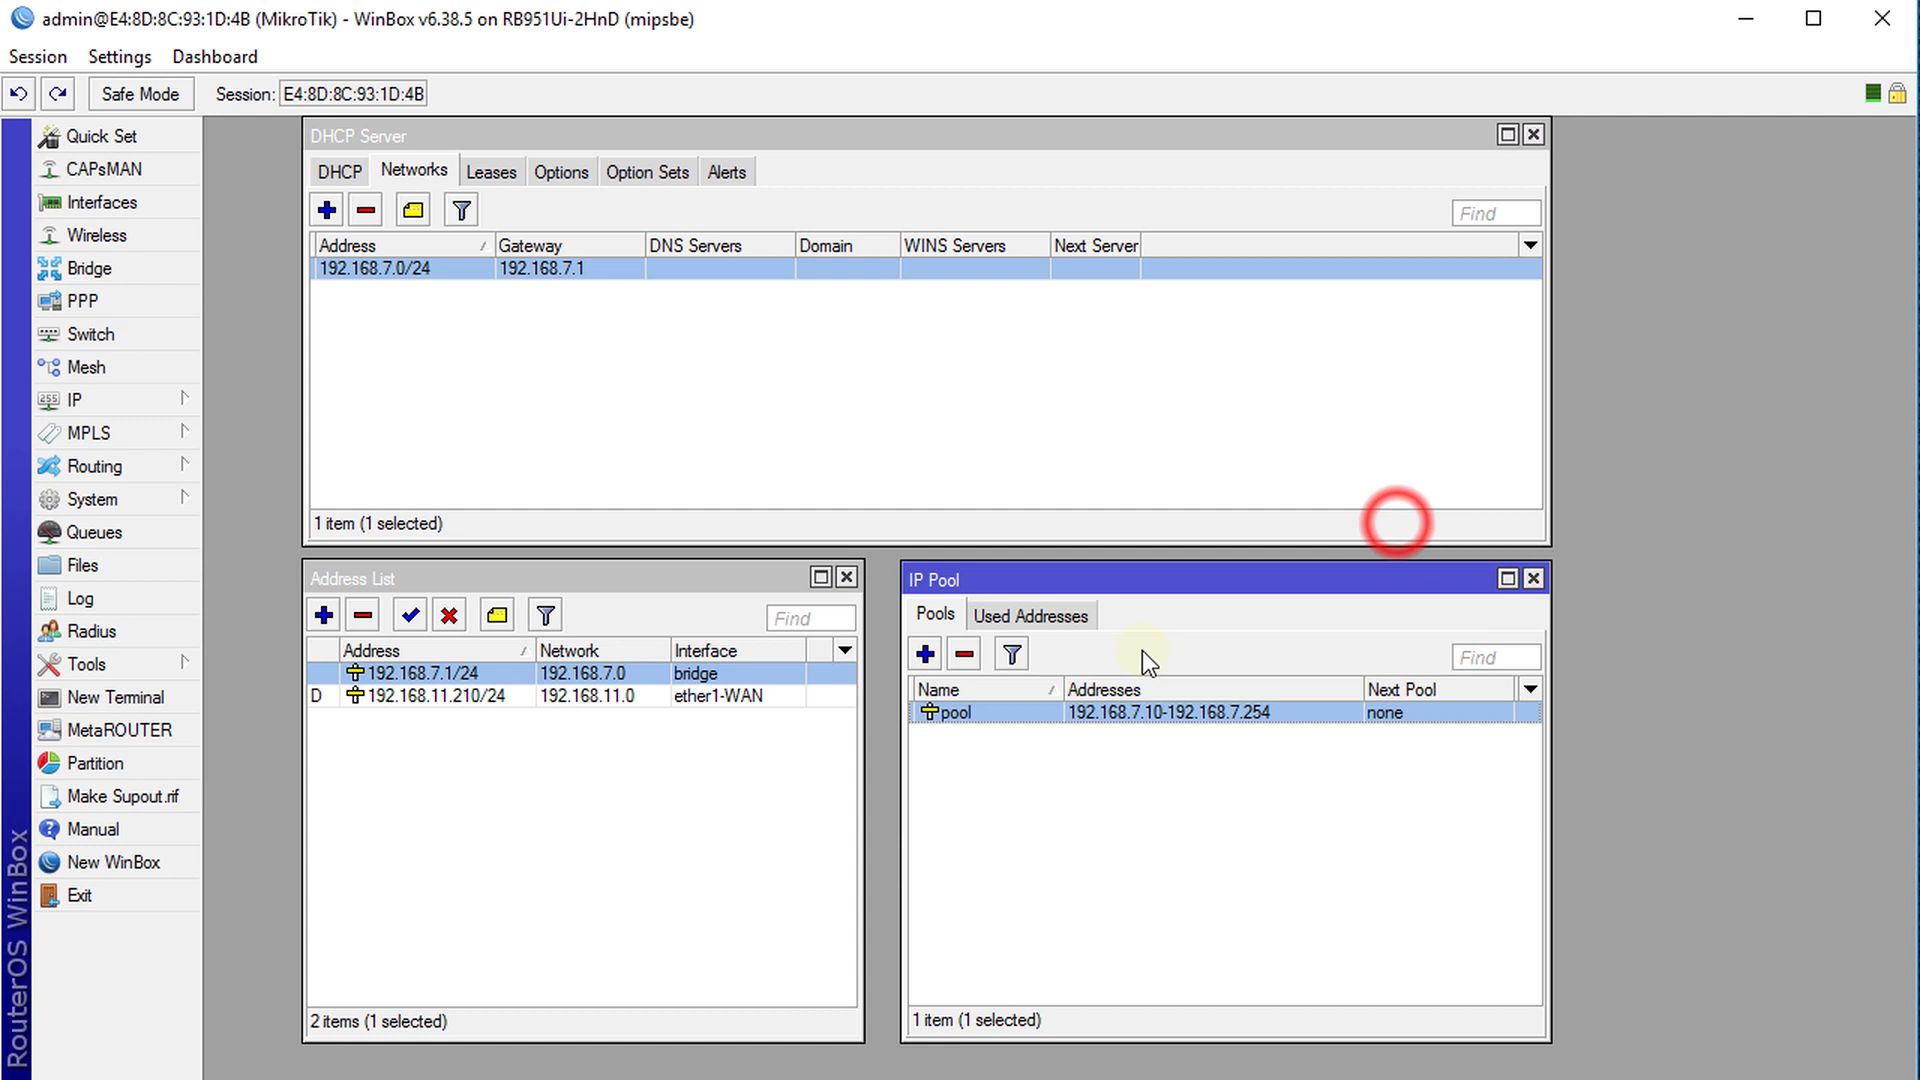 admin@E4:8D:8C:93:1D:4B (MikroTik) - WinBox v6.38.5 on RB951Ui-2HnD (mipsbe)
Session Settings Dashboard
Safe Mode Session: E4:8D:8C:93:1D:4B
Quick Set
CAPsMAN
Interfaces
Wireless
Bridge
PPP
Switch
Mesh
IP
MPLS
Routing
System
Queues
Files
Log
Radius
Tools
New Terminal
MetaROUTER
Partition
Make Supout.rif
Manual
New WinBox
Exit
RouterOS WinBox
DHCP Server
DHCP Networks Leases Options Option Sets Alerts
Find
Address Gateway DNS Servers Domain WINS Servers Next Server
192.168.7.0/24 192.168.7.1
1 item (1 selected)
Address List
Find
Address Network Interface
192.168.7.1/24 192.168.7.0 bridge
D 192.168.11.210/24 192.168.11.0 ether1-WAN
2 items (1 selected)
IP Pool
Pools Used Addresses
Find
Name Addresses Next Pool
pool 192.168.7.10-192.168.7.254 none
1 item (1 selected)